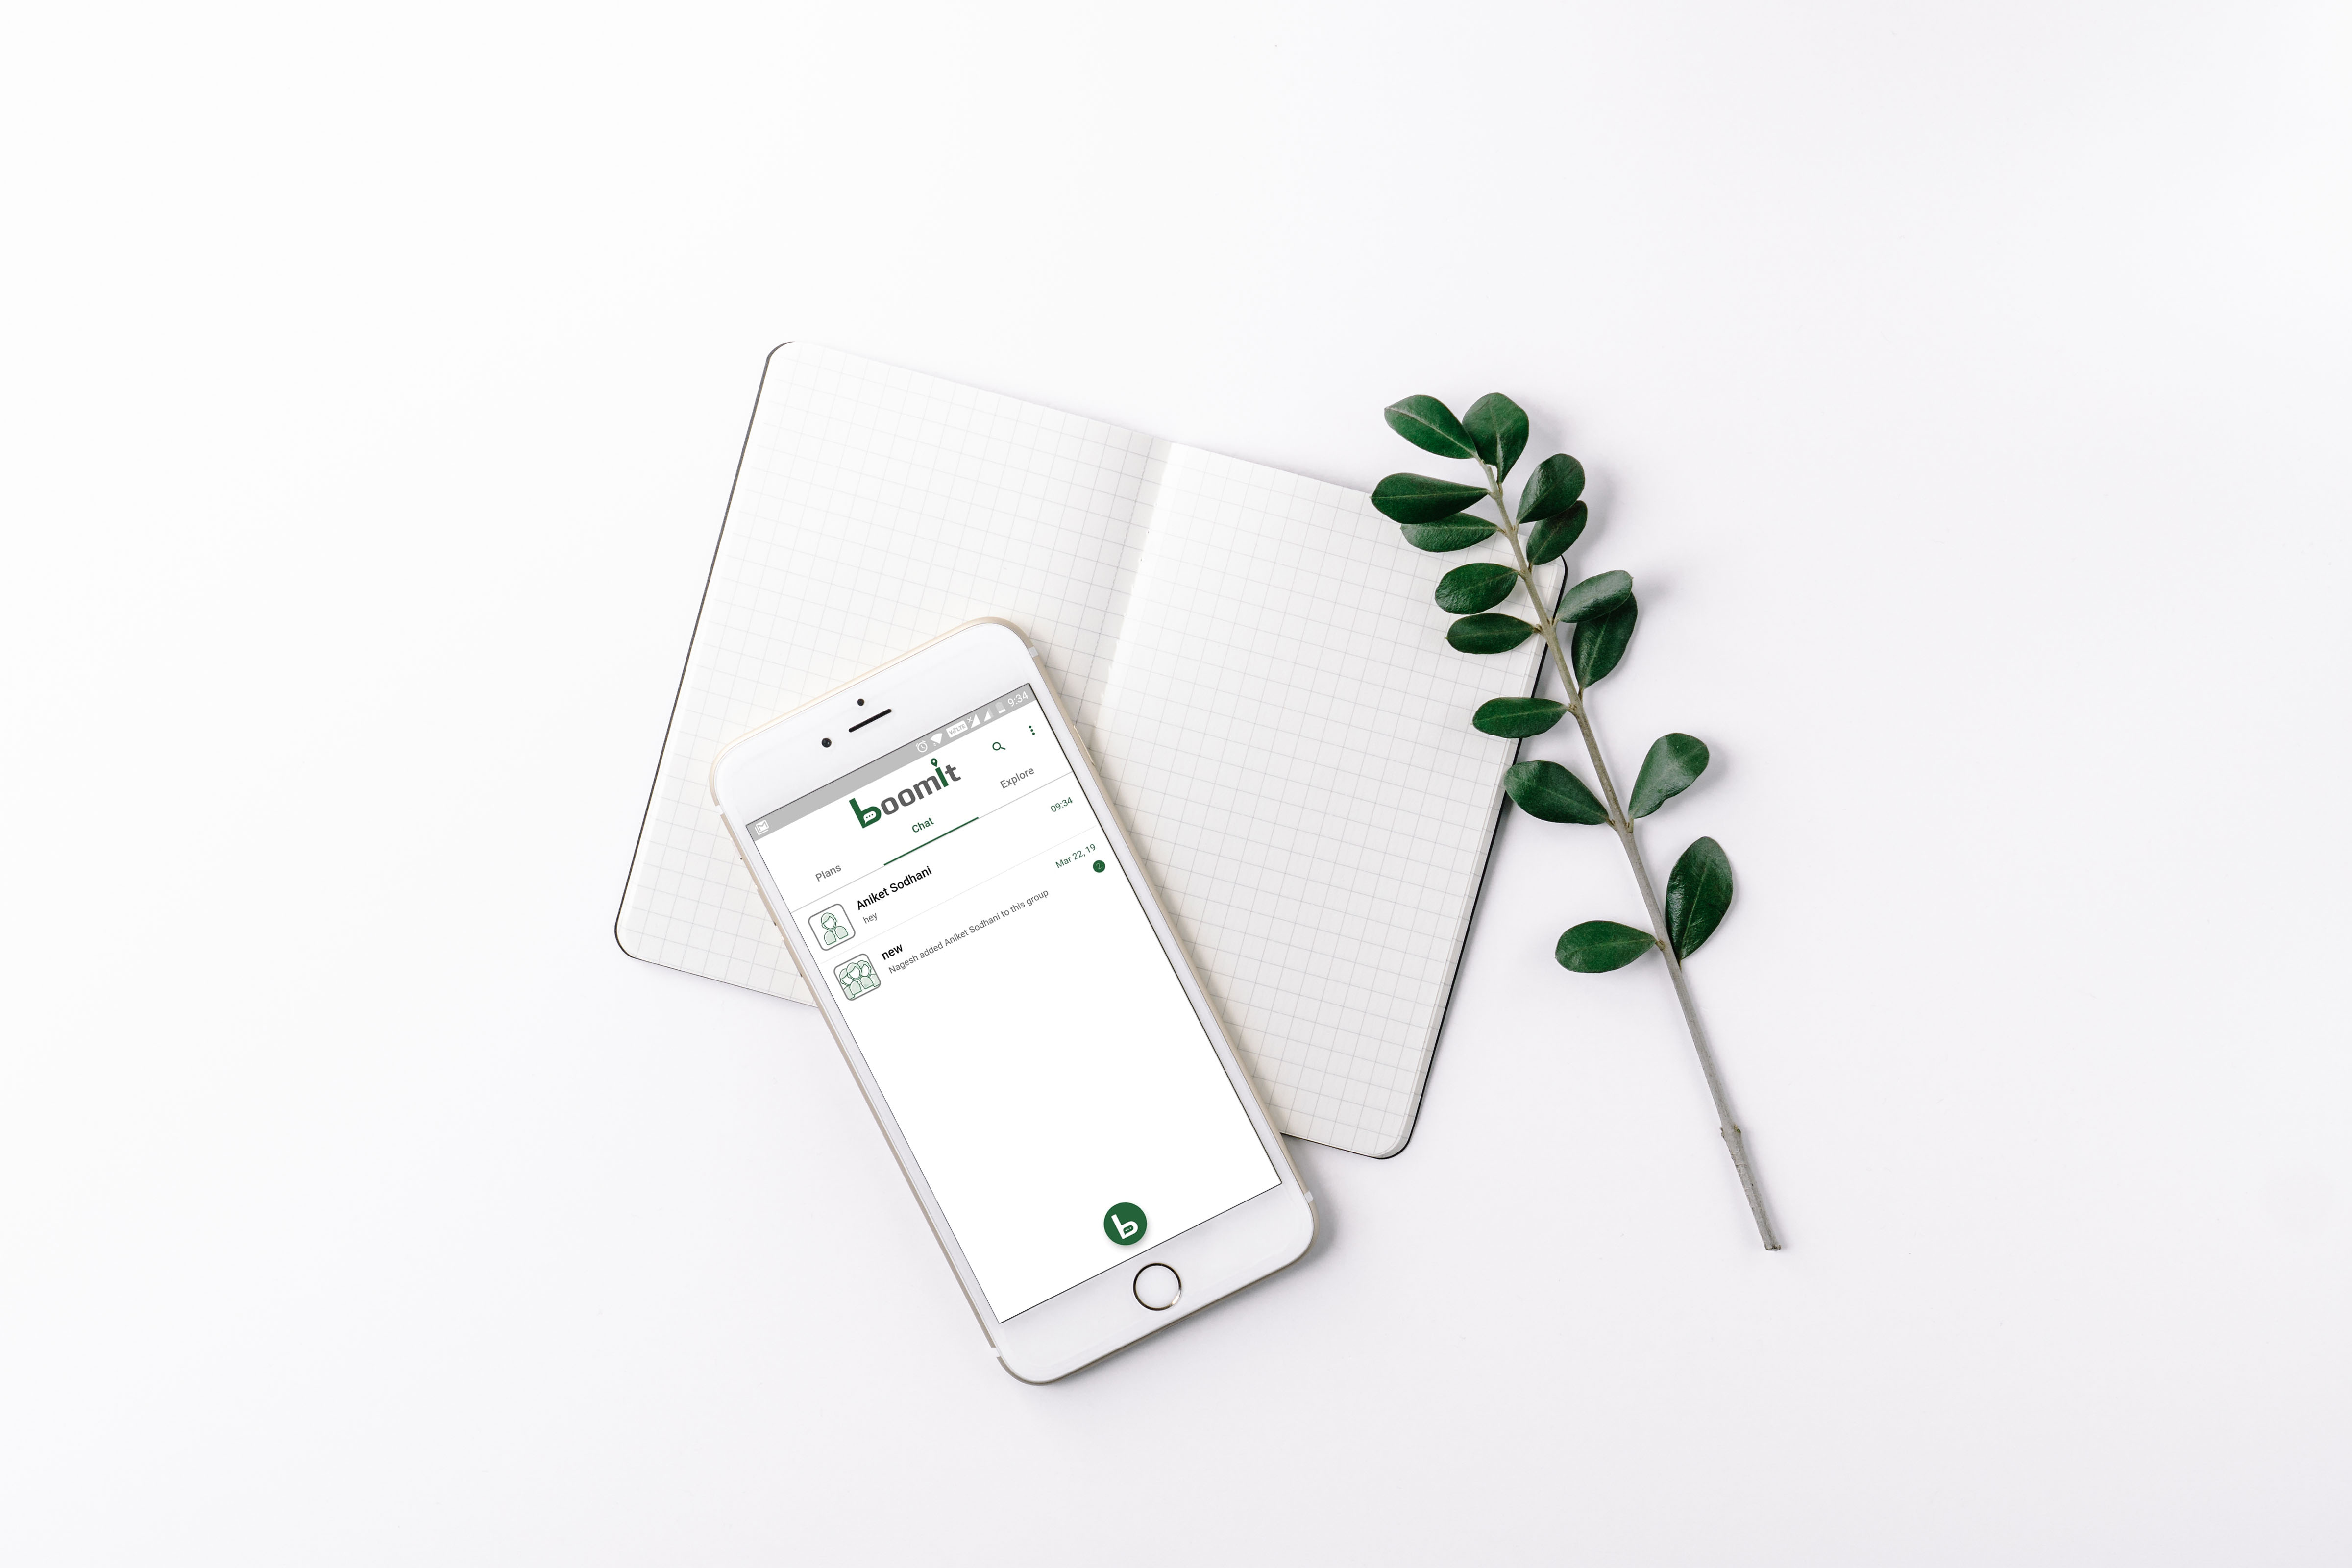 9:34
boomit
Plans
Chat
Explore
Aniket Sodhani
09:34
hey
new
Mar 22, 19
Nagesh added Aniket Sodhani to this group
b